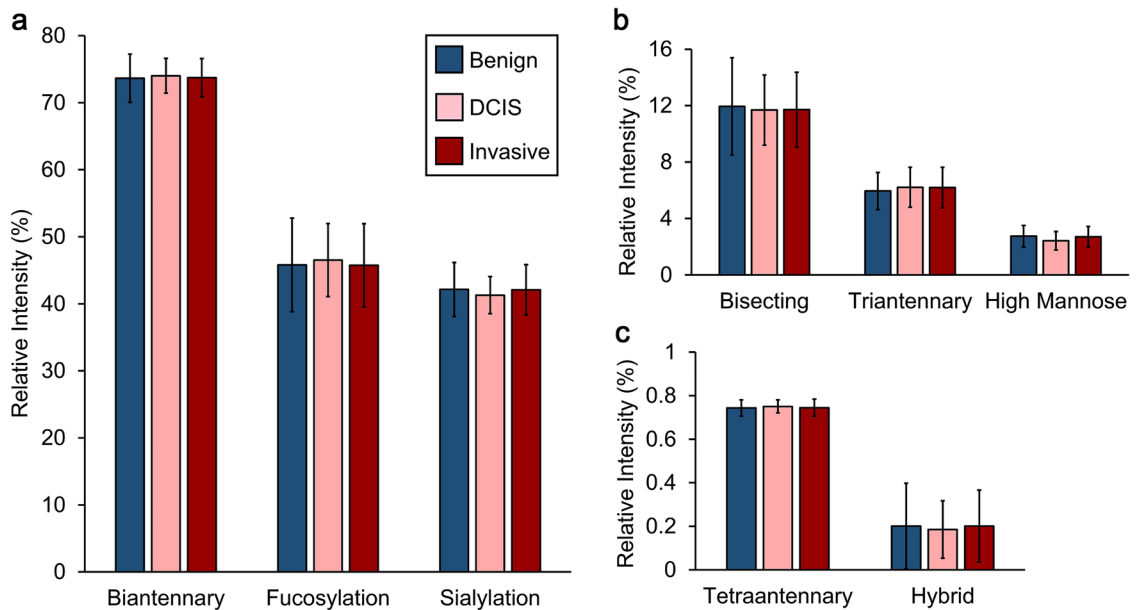 a
Relative Intensity (%)
80
70
60
50
40
30
20
10
0
Benign
DCIS
Invasive
Biantennary Fucosylation Sialylation
b
Relative Intensity (%)
16
12
8
4
0
Bisecting Triantennary High Mannose
c
Relative Intensity (%)
1
0.8
0.6
0.4
0.2
0
Tetraantennary Hybrid